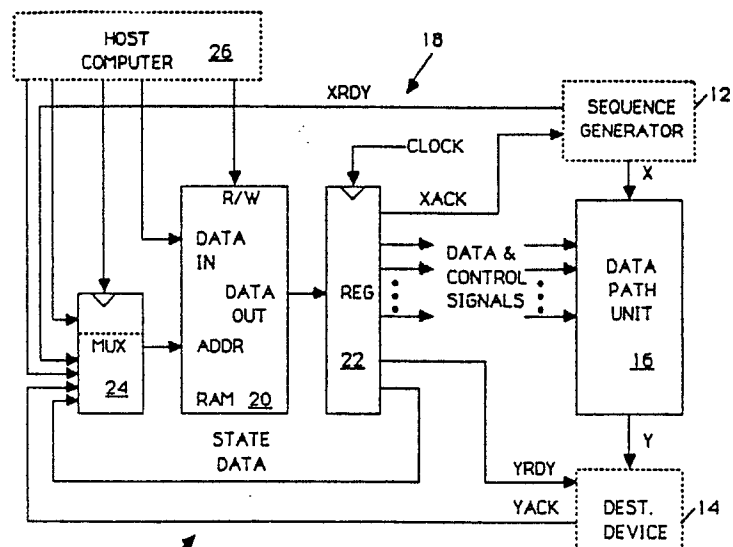 HOST
COMPUTER
26
18
XRDY
SEQUENCE
GENERATOR
12
CLOCK
XACK
X
R/W
DATA
IN
DATA
OUT
ADDR
RAM 20
REG
22
DATA &
CONTROL
SIGNALS
DATA
PATH
UNIT
16
MUX
24
STATE
DATA
Y
YRDY
YACK
DEST.
DEVICE
14